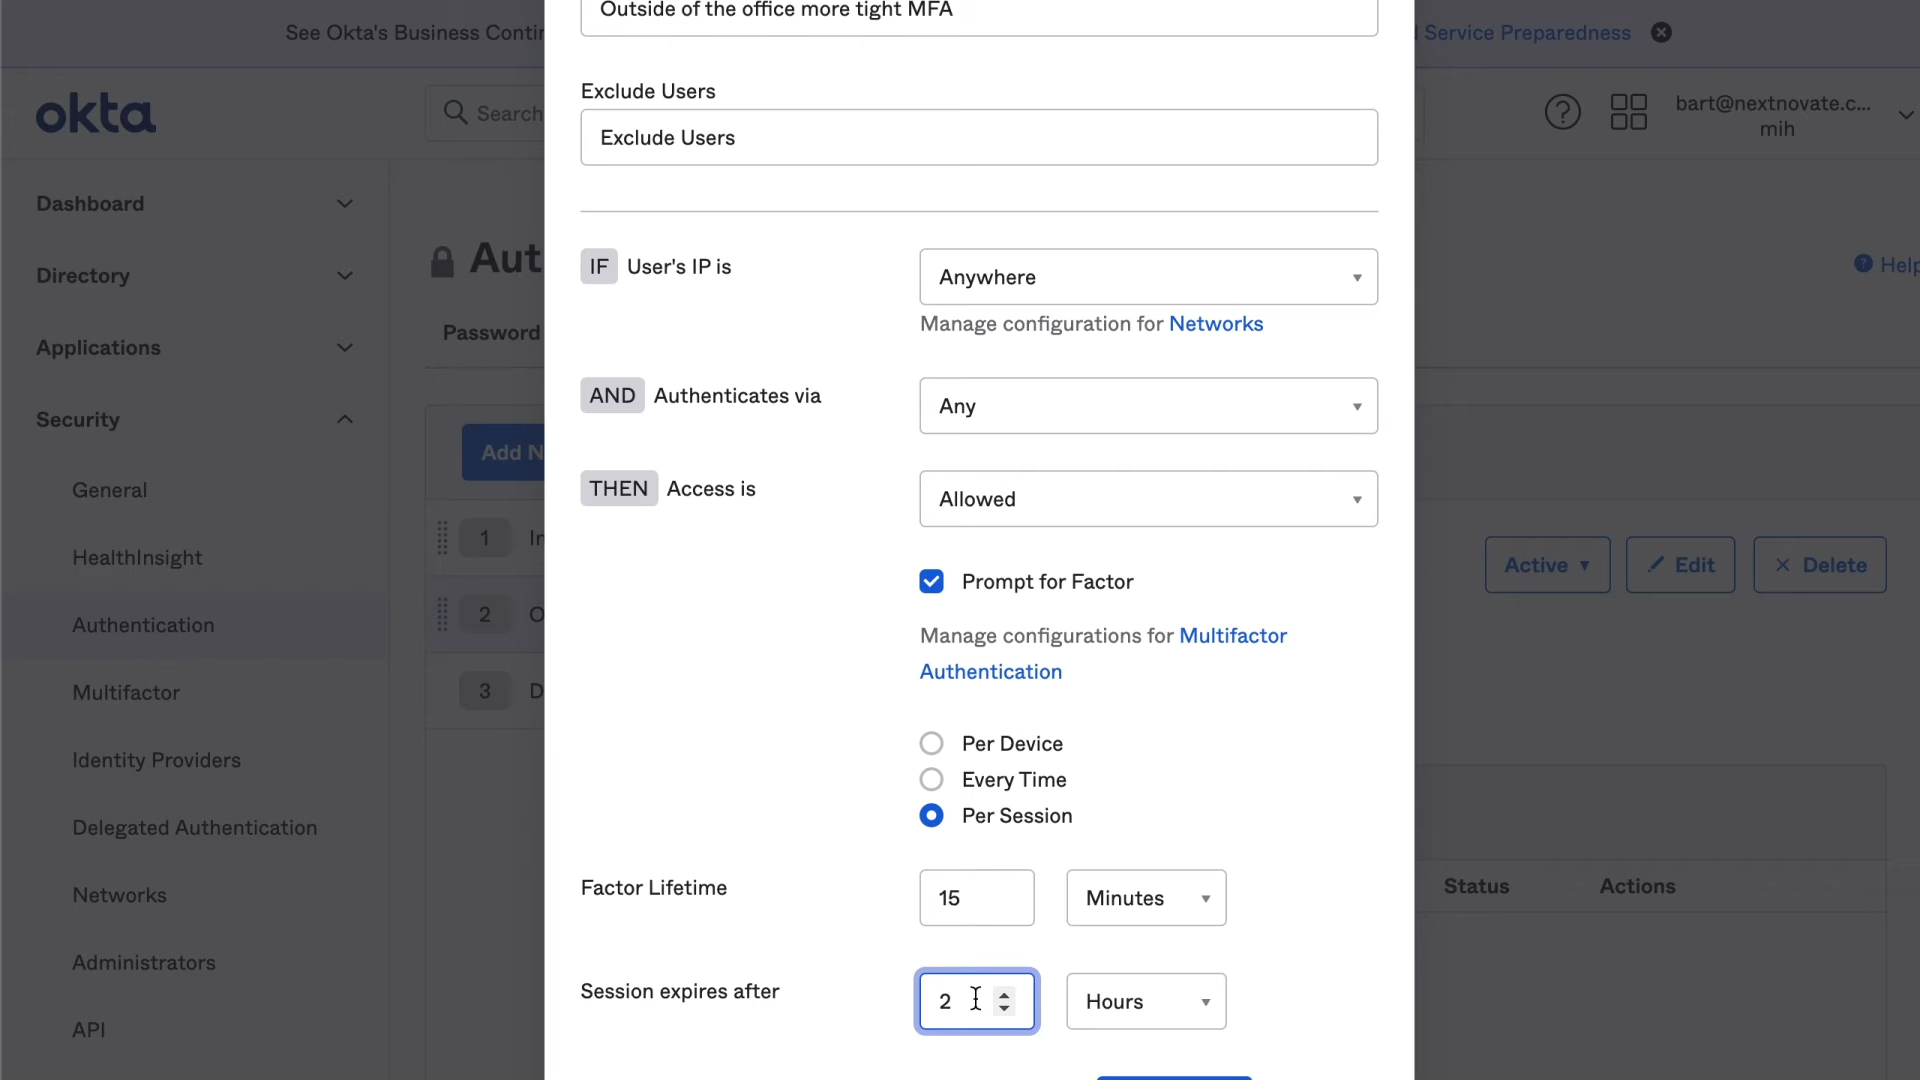 See Okta's Business Contin
Service Preparedness
okta
Search
bart@nextnovate.c...
mih
Dashboard
Directory
Applications
Security
General
HealthInsight
Authentication
Multifactor
Identity Providers
Delegated Authentication
Networks
Administrators
API
Aut
Help
Password
Add N
1 In
2 O
3 D
Active
Edit
Delete
Status Actions
Outside of the office more tight MFA
Exclude Users
Exclude Users
IF User's IP is Anywhere
Manage configuration for Networks
AND Authenticates via Any
THEN Access is Allowed
Prompt for Factor
Manage configurations for Multifactor
Authentication
Per Device
Every Time
Per Session
Factor Lifetime 15 Minutes
Session expires after 2 Hours